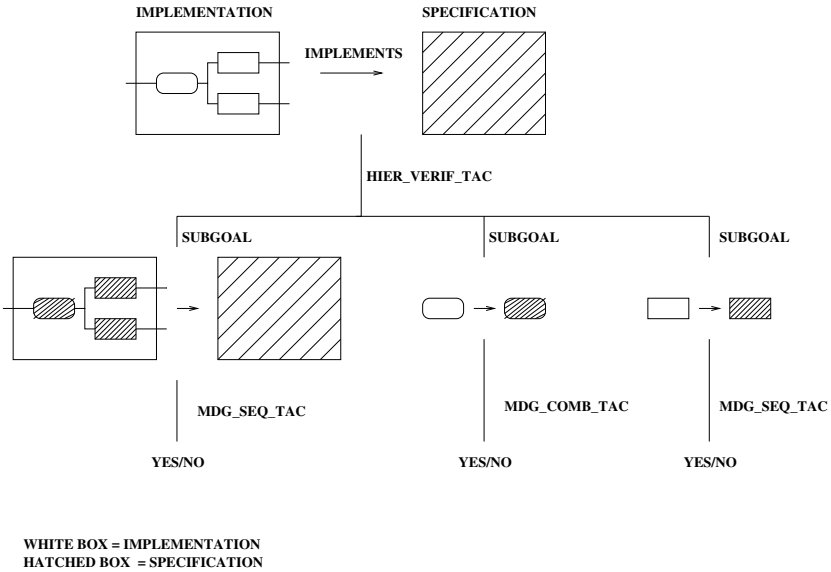 IMPLEMENTATION
SPECIFICATION
IMPLEMENTS
HIER_VERIF_TAC
SUBGOAL
SUBGOAL
SUBGOAL
MDG_SEQ_TAC
MDG_COMB_TAC
MDG_SEQ_TAC
YES/NO
YES/NO
YES/NO
WHITE BOX = IMPLEMENTATION
HATCHED BOX = SPECIFICATION